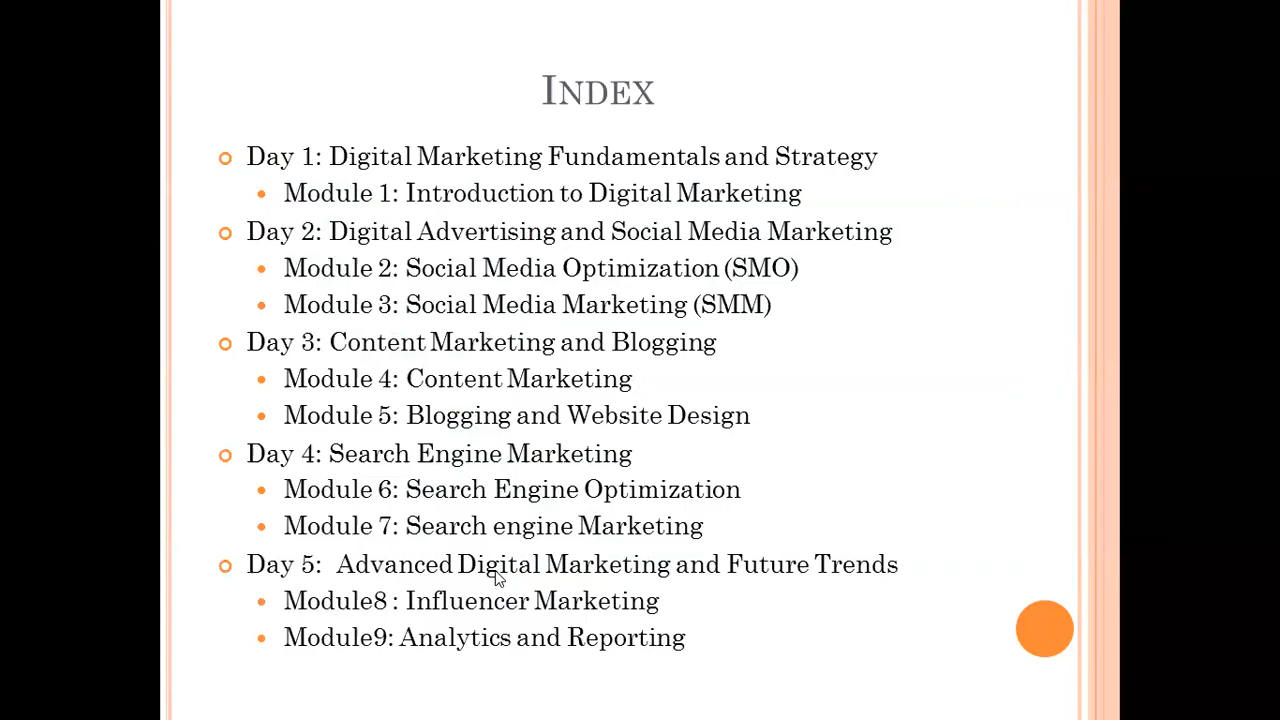 INDEX
Day 1: Digital Marketing Fundamentals and Strategy
Module 1: Introduction to Digital Marketing
Day 2: Digital Advertising and Social Media Marketing
Module 2: Social Media Optimization (SMO)
Module 3: Social Media Marketing (SMM)
Day 3: Content Marketing and Blogging
Module 4: Content Marketing
Module 5: Blogging and Website Design
Day 4: Search Engine Marketing
Module 6: Search Engine Optimization
Module 7: Search engine Marketing
Day 5:  Advanced Digital Marketing and Future Trends
Module8 : Influencer Marketing
Module9: Analytics and Reporting